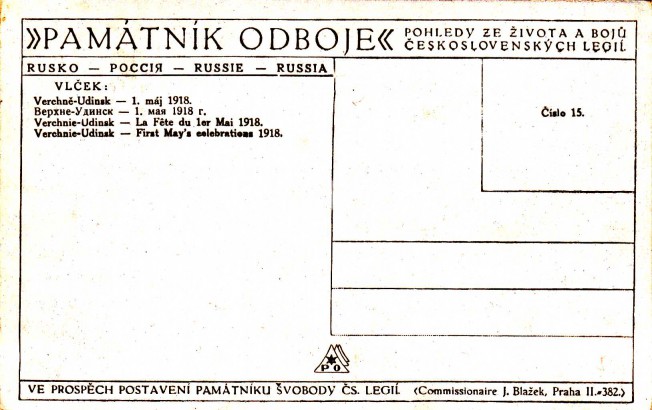 »PAMÁTNÍK ODBOJE«
POHLEDY ZE ŽIVOTA A BOJŮ
ČESKOSLOVENSKÝCH LEGIÍ.
RUSKO — РОССІЯ — RUSSIE — RUSSIA
VLČEK:
Verchně-Udinsk — 1. máj 1918.
Верхне-Удинск — 1. мая 1918 г.
Verchnie-Udinsk — La Fête du 1er Mai 1918.
Verchnie-Udinsk — First May's celebrations 1918.
Číslo 15.
PO
VE PROSPĚCH POSTAVENÍ PAMÁTNÍKU SVOBODY ČS. LEGIÍ. (Commissionaire J. Blažek, Praha II.-382.)